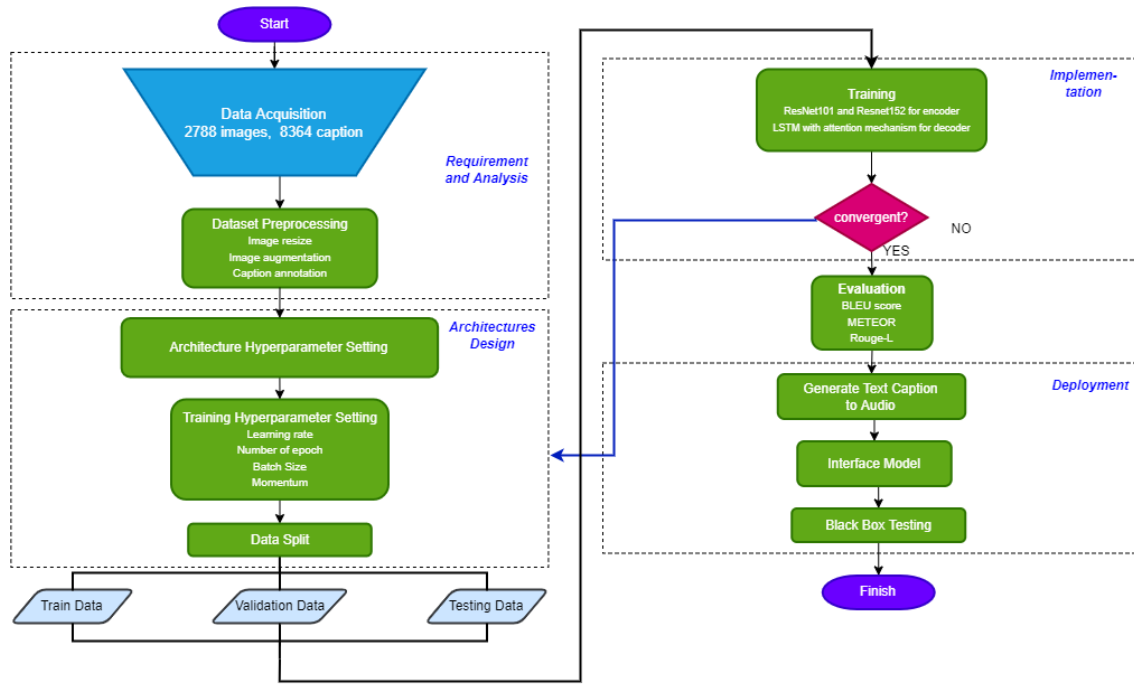 Start
Data Acquisition
2788 images, 8364 caption
Requirement
and Analysis
Dataset Preprocessing
Image resize
Image augmentation
Caption annotation
Architectures
Design
Architecture Hyperparameter Setting
Training Hyperparameter Setting
Learning rate
Number of epoch
Batch Size
Momentum
Data Split
Train Data
Validation Data
Testing Data
Implemen-
tation
Training
ResNet101 and Resnet152 for encoder
LSTM with attention mechanism for decoder
convergent?
NO
YES
Evaluation
BLEU score
METEOR
Rouge-L
Deployment
Generate Text Caption
to Audio
Interface Model
Black Box Testing
Finish